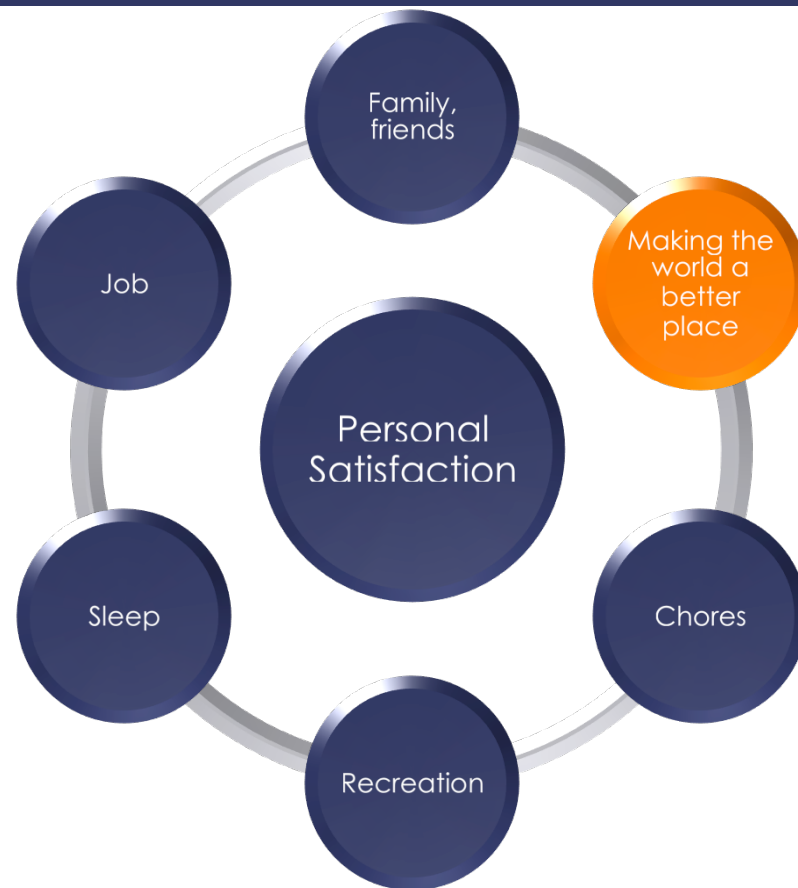 Family,
friends
Making the
world a
better
place
Chores
Recreation
Sleep
Job
Personal
Satisfaction